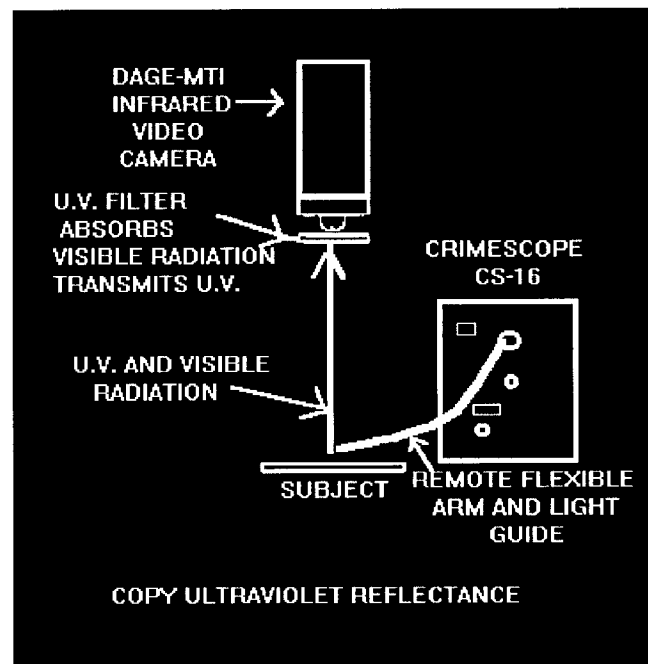 DAGE-MTI
INFRARED
VIDEO
CAMERA
U.V. FILTER
ABSORBS
VISIBLE RADIATION
TRANSMITS U.V.
CRIMESCOPE
CS-16
U.V. AND VISIBLE
RADIATION
SUBJECT
REMOTE FLEXIBLE
ARM AND LIGHT
GUIDE
COPY ULTRAVIOLET REFLECTANCE